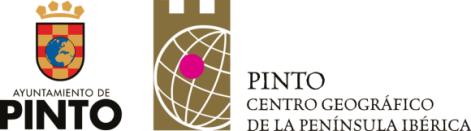 AYUNTAMIENTO DE
PINTO
PINTO
CENTRO GEOGRÁFICO
DE LA PENÍNSULA IBÉRICA